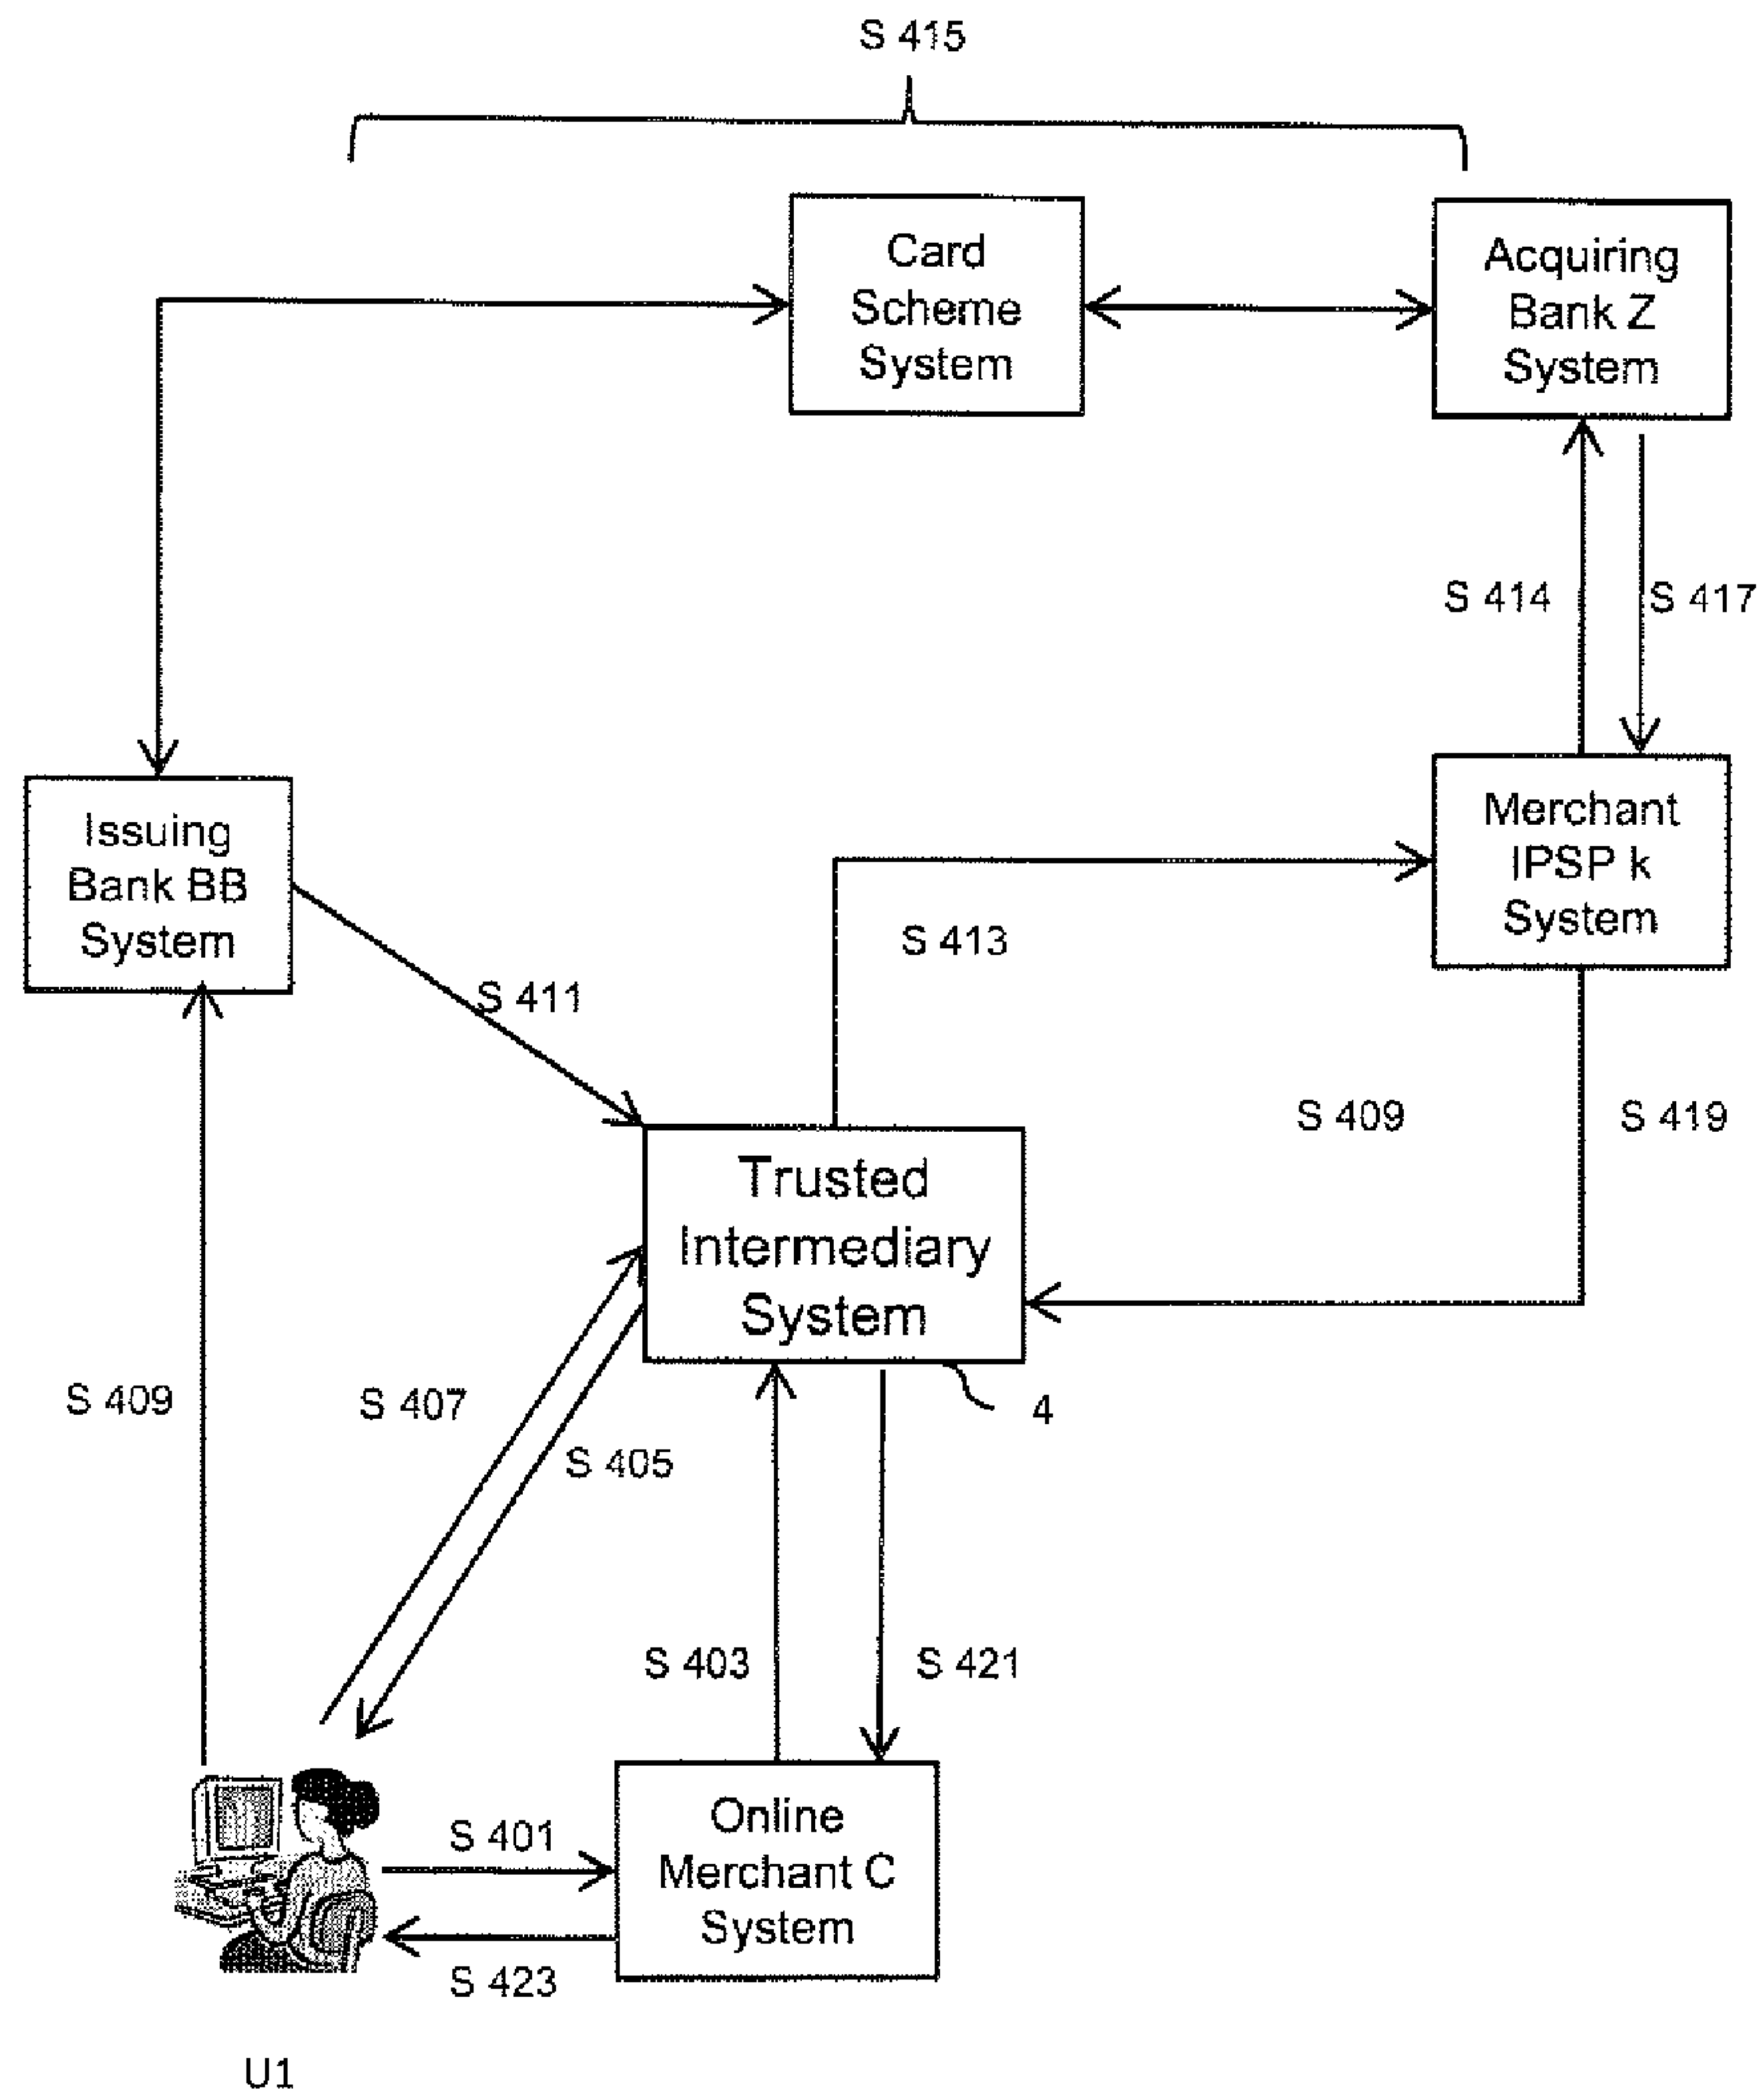 S 415
Card
Scheme
System
Acquiring
Bank Z
System
S 414
S 417
Issuing
Bank BB
System
Merchant
IPSP k
System
S 413
S 411
S 409
S 419
Trusted
Intermediary
System
4
S 409
S 407
S 405
S 403
S 421
S 401
Online
Merchant C
System
S 423
U1